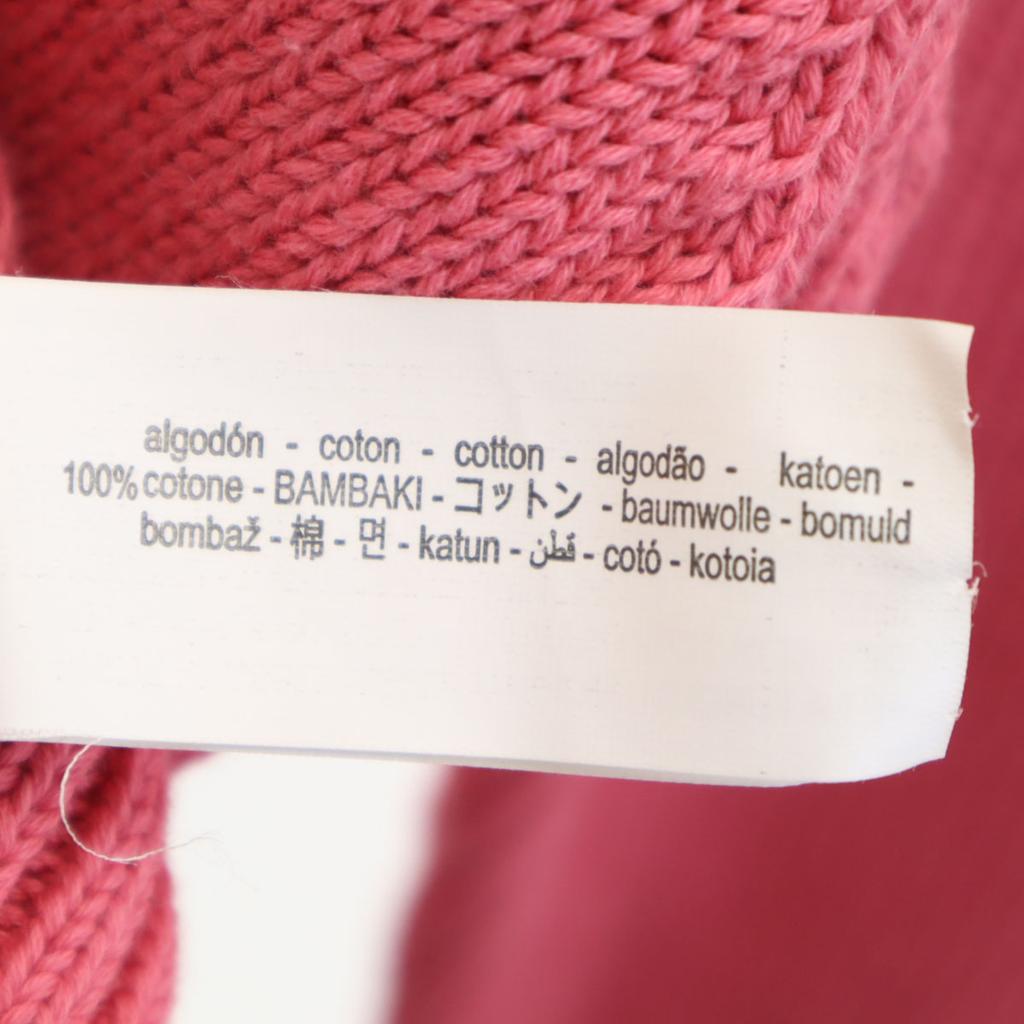 algodón - coton - cotton - algodão - katoen -
100% cotone - BAMBAKI - コットン - baumwolle - bomuld
bombaž - 棉 - 면 - katun - قطن - cotó - kotoia